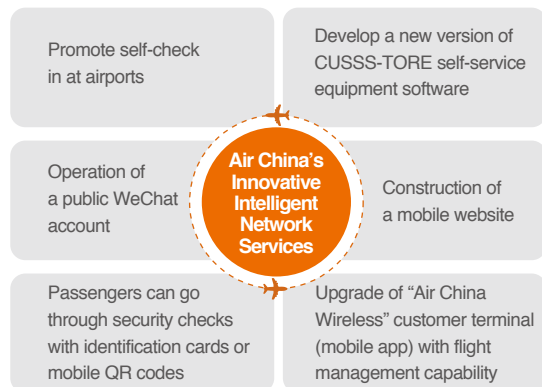 Promote self-check
in at airports
Develop a new version of
CUSSS-TORE self-service
equipment software
Air China's
Innovative
Intelligent
Network
Services
Operation of
a public WeChat
account
Construction of
a mobile website
Passengers can go
through security checks
with identification cards or
mobile QR codes
Upgrade of “Air China
Wireless” customer terminal
(mobile app) with flight
management capability